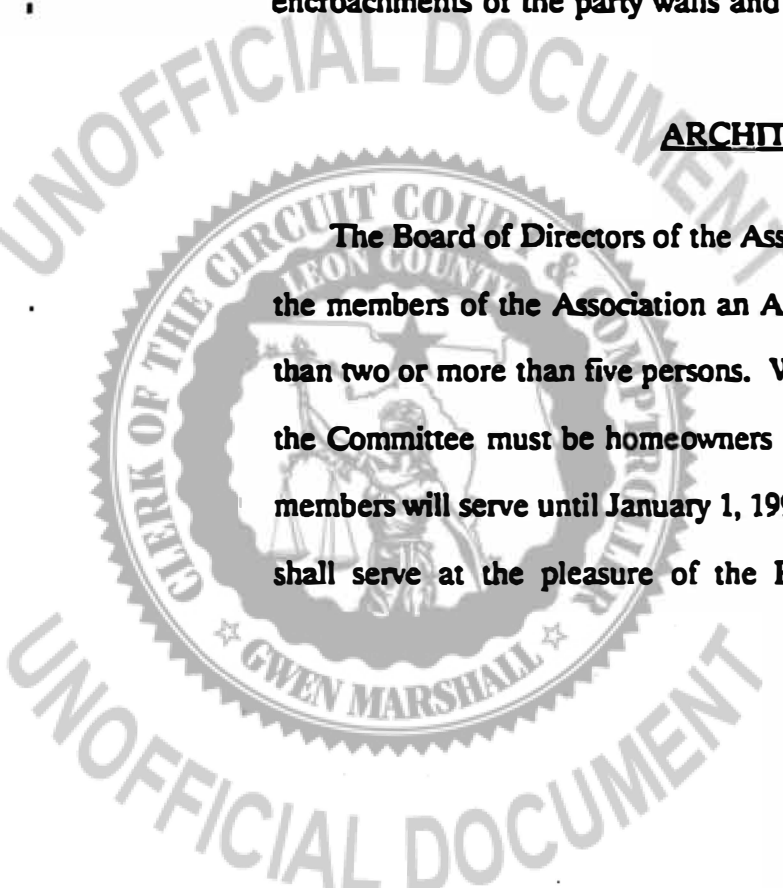 encroachments of the party walls and
UNOFFICIAL DOCUMENT
ARCHIT
CLERK OF THE CIRCUIT COURT & COMPTROLLER
LEON COUNTY
The Board of Directors of the Ass
the members of the Association an A
than two or more than five persons. V
the Committee must be homeowners
members will serve until January 1, 199
shall serve at the pleasure of the
☆ GWEN MARSHALL ☆
UNOFFICIAL DOCUMENT